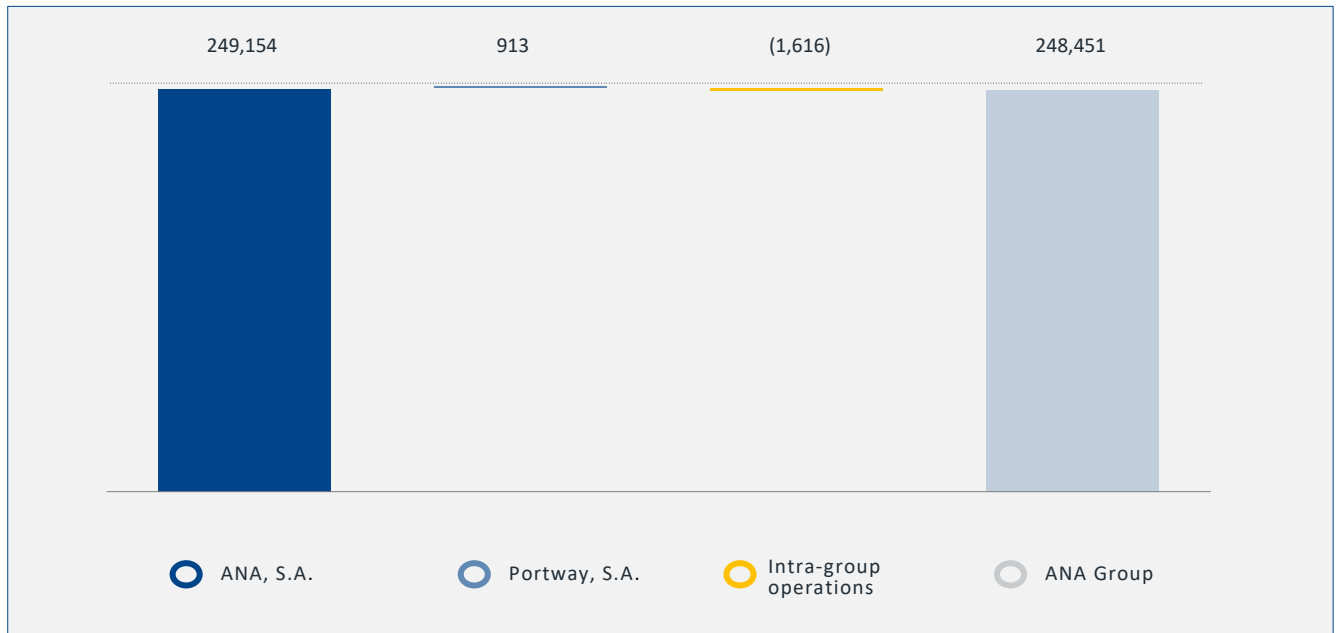 249,154 913 (1,616) 248,451
ANA, S.A. Portway, S.A. Intra-group operations ANA Group